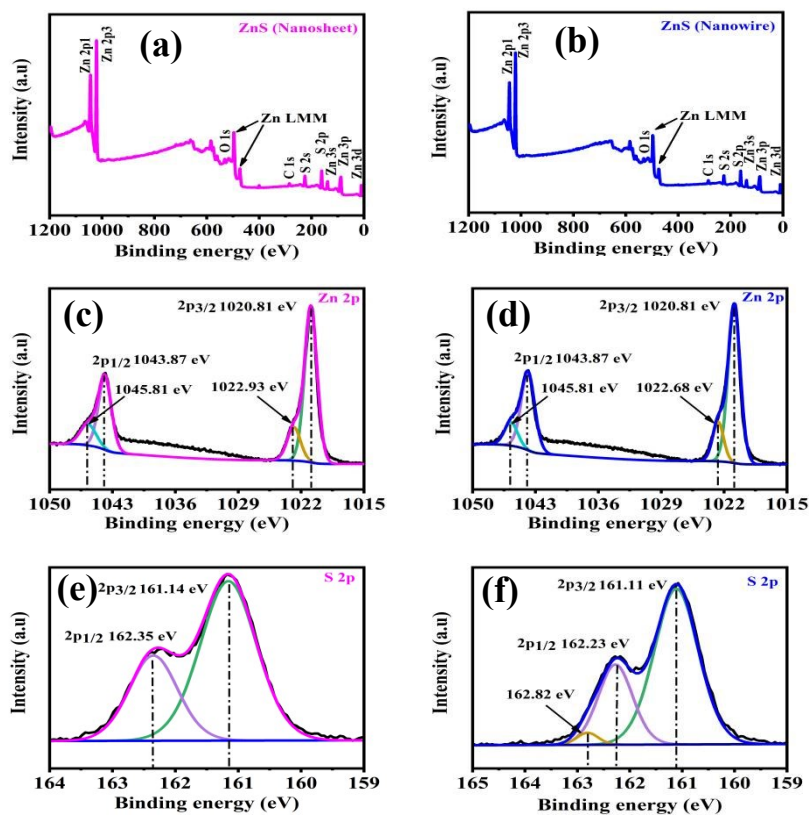 (a)
ZnS (Nanosheet)
Zn 2p1
Zn 2p3
Zn LMM
O 1s
C 1s
S 2s
S 2p
Zn 3s
Zn 3p
Zn 3d
Intensity (a.u)
1200 1000 800 600 400 200 0
Binding energy (eV)
(b)
ZnS (Nanowire)
Zn 2p1
Zn 2p3
Zn LMM
O 1s
C 1s
S 2s
S 2p
Zn 3s
Zn 3p
Zn 3d
Intensity (a.u)
1200 1000 800 600 400 200 0
Binding energy (eV)
(c)
Zn 2p
2p3/2 1020.81 eV
2p1/2 1043.87 eV
1045.81 eV
1022.93 eV
Intensity (a.u)
1050 1043 1036 1029 1022 1015
Binding energy (eV)
(d)
Zn 2p
2p3/2 1020.81 eV
2p1/2 1043.87 eV
1045.81 eV
1022.68 eV
Intensity (a.u)
1050 1043 1036 1029 1022 1015
Binding energy (eV)
(e)
S 2p
2p3/2 161.14 eV
2p1/2 162.35 eV
Intensity (a.u)
164 163 162 161 160 159
Binding energy (eV)
(f)
S 2p
2p3/2 161.11 eV
2p1/2 162.23 eV
162.82 eV
Intensity (a.u)
165 164 163 162 161 160 159
Binding energy (eV)